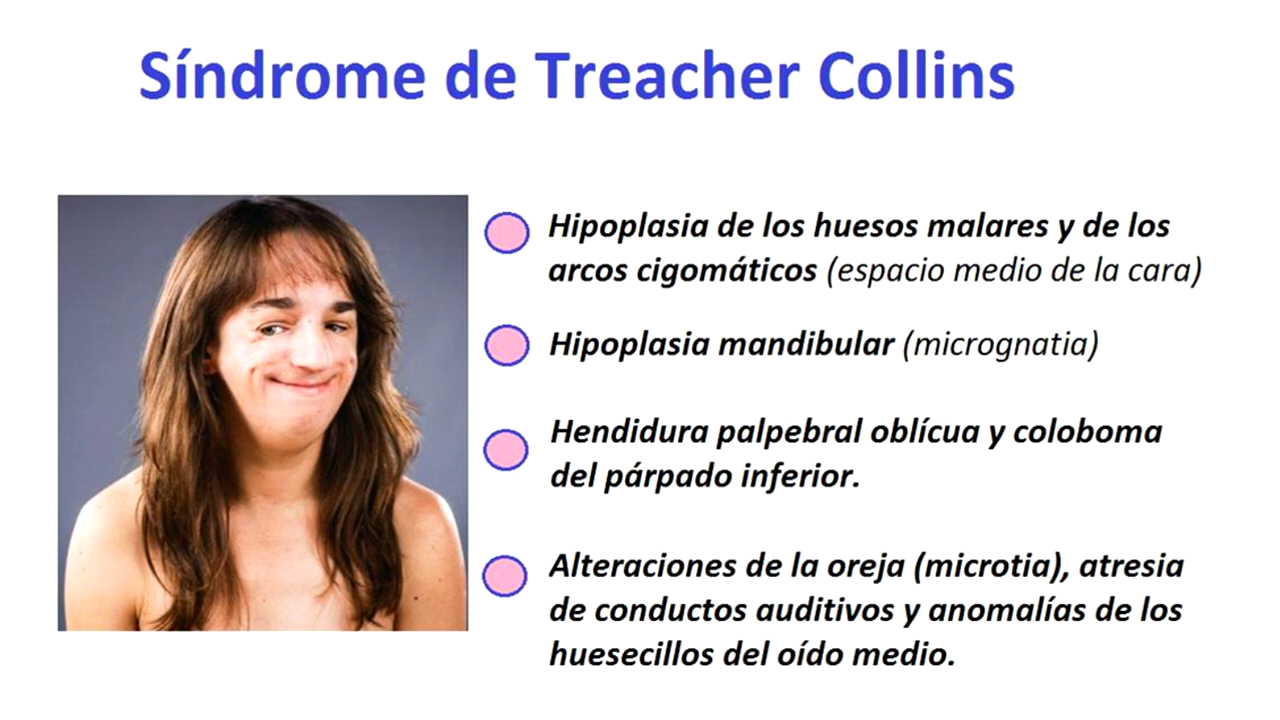 Síndrome de Treacher Collins
Hipoplasia de los huesos malares y de los
arcos cigomáticos (espacio medio de la cara)
Hipoplasia mandibular (micrognatia)
Hendidura palpebral oblícua y coloboma
del párpado inferior.
Alteraciones de la oreja (microtia), atresia
de conductos auditivos y anomalías de los
huesecillos del oído medio.